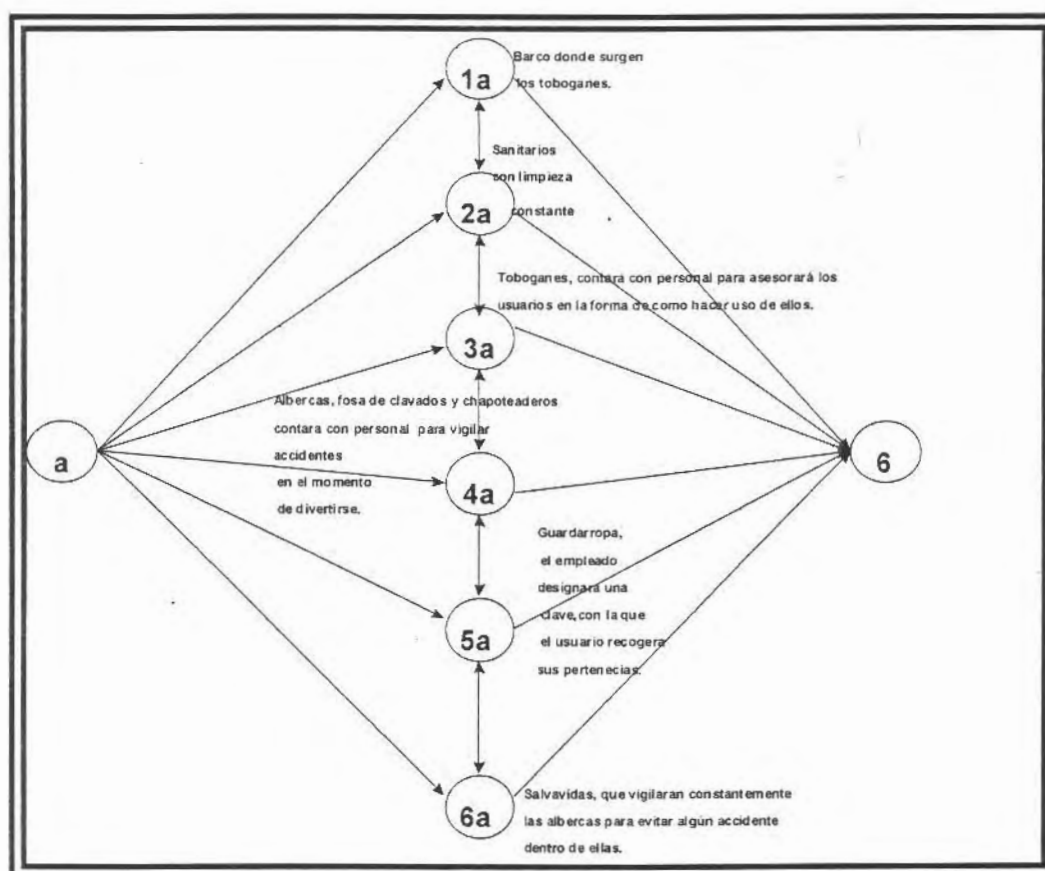 1a
Barco donde surgen
los toboganes.
Sanitarios
con limpieza
constante
2a
Toboganes, contará con personal para asesorará los
usuarios en la forma de como hacer uso de ellos.
3a
Albercas, fosa de clavados y chapoteaderos
contara con personal para vigilar
accidentes
en el momento
de divertirse.
a
4a
6
Guardarropa,
el empleado
designará una
clave, con la que
el usuario recogera
sus pertenecias.
5a
6a
Salvavidas, que vigilaran constantemente
las albercas para evitar algún accidente
dentro de ellas.